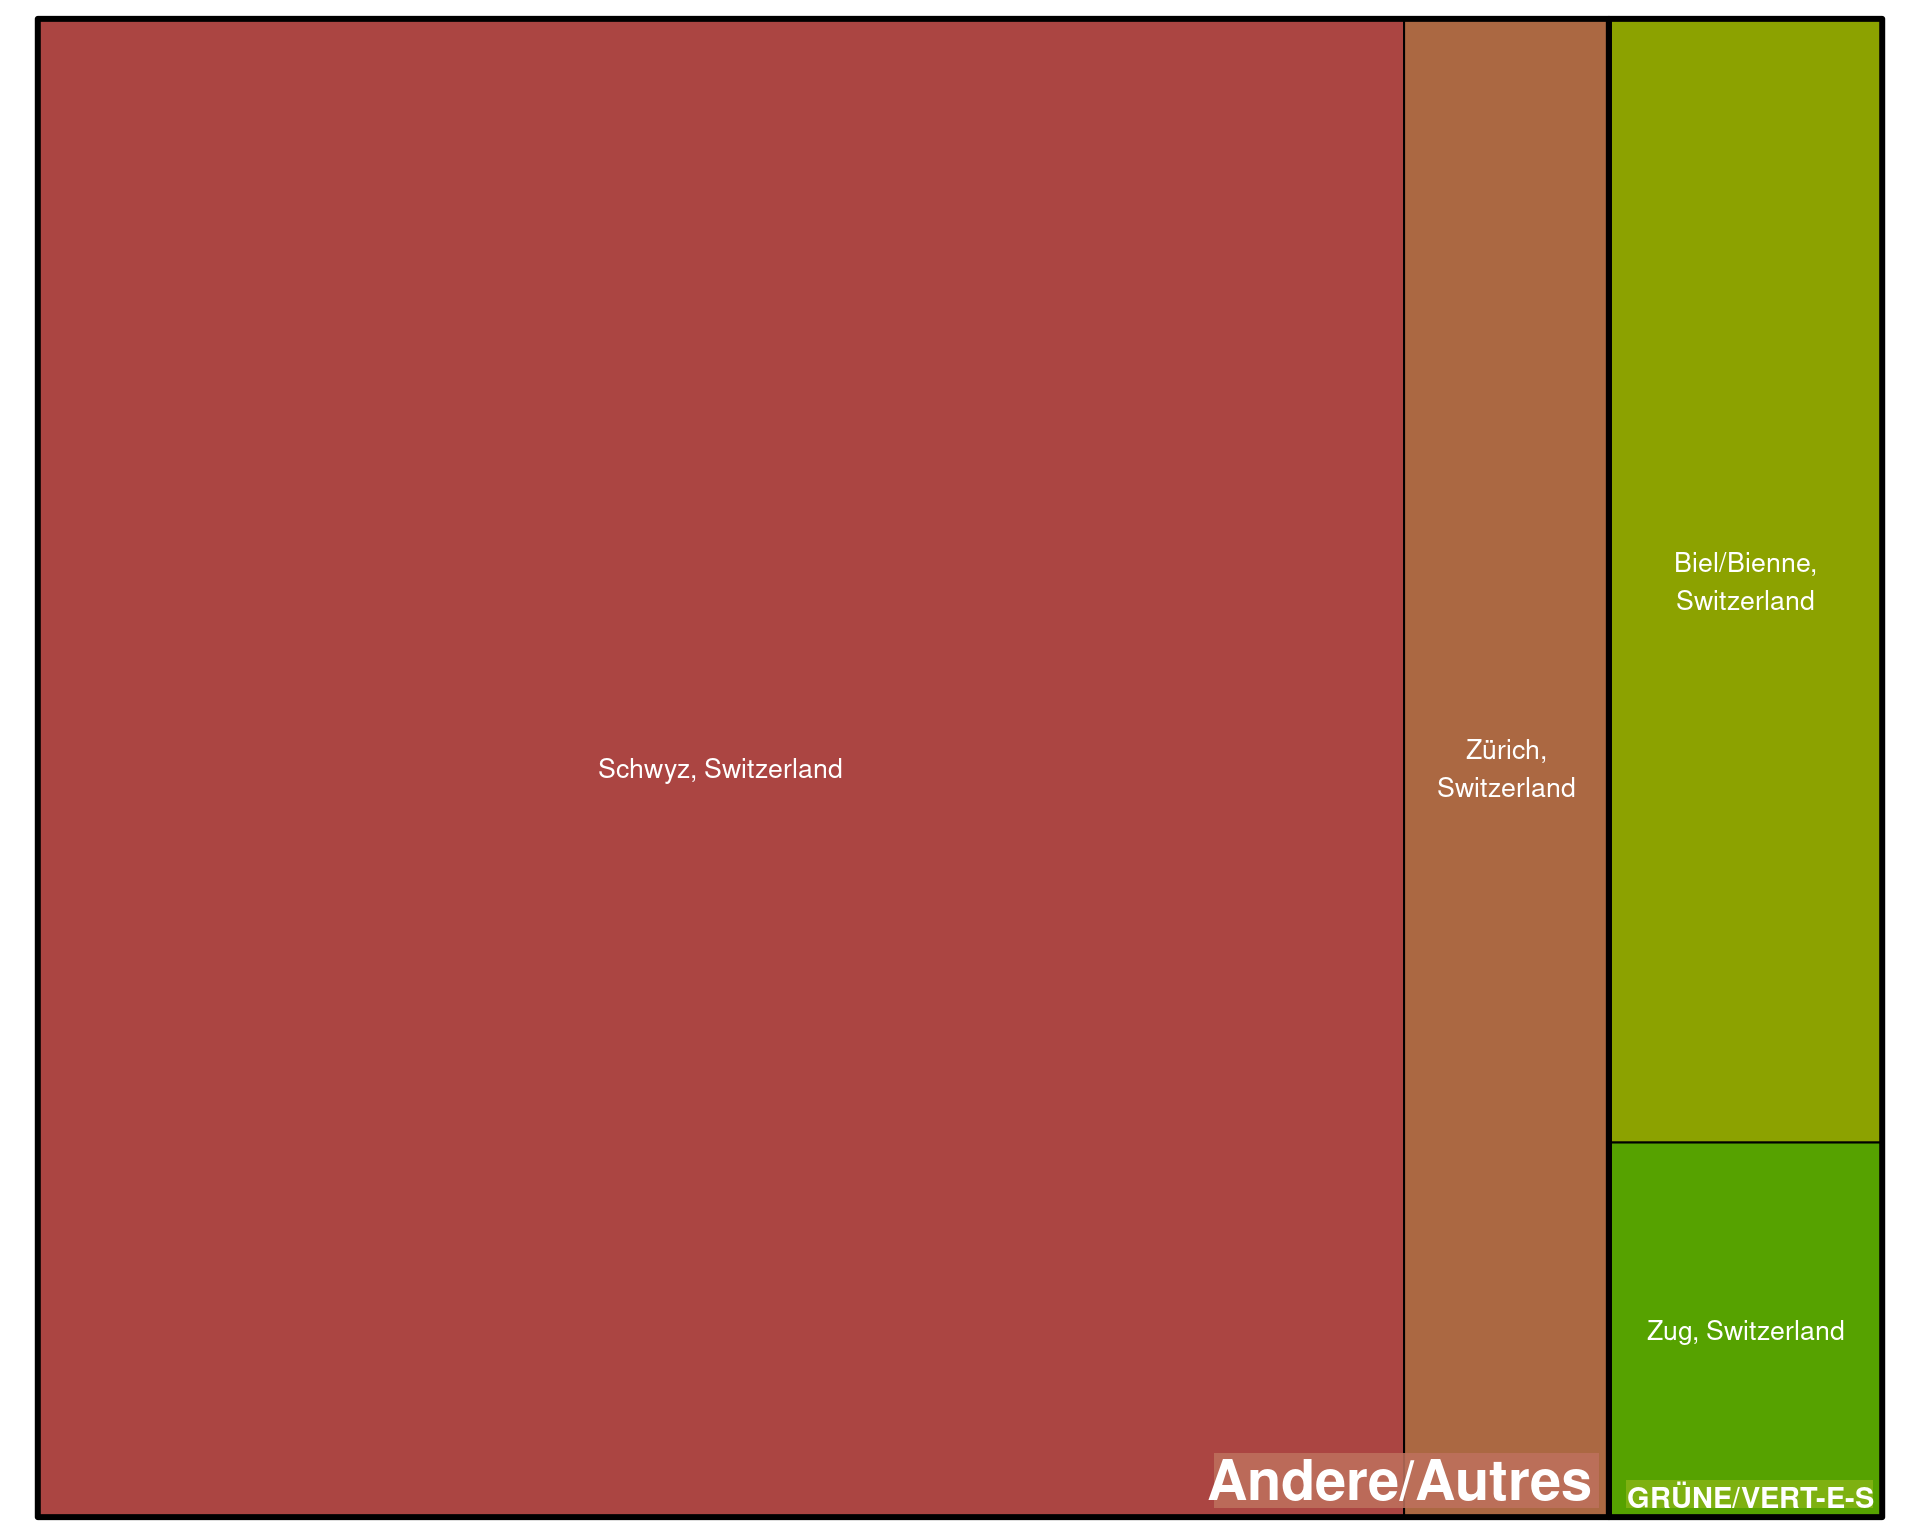 Schwyz, Switzerland
Zürich,
Switzerland
Andere/Autres
Biel/Bienne,
Switzerland
Zug, Switzerland
GRÜNE/VERT-E-S